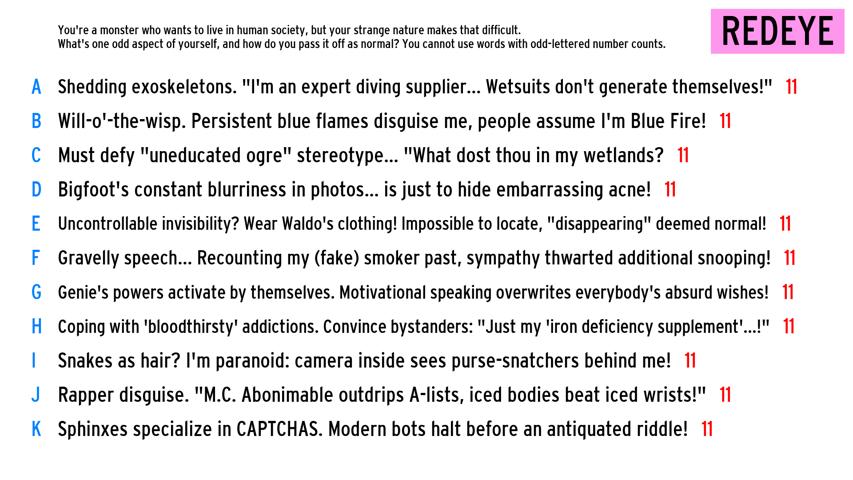 You're a monster who wants to live in human society, but your strange nature makes that difficult.
What's one odd aspect of yourself, and how do you pass it off as normal? You cannot use words with odd-lettered number counts.
REDEYE
A Shedding exoskeletons. "I'm an expert diving supplier... Wetsuits don't generate themselves!" 11
B Will-o'-the-wisp. Persistent blue flames disguise me, people assume I'm Blue Fire! 11
C Must defy "uneducated ogre" stereotype... "What dost thou in my wetlands? 11
D Bigfoot's constant blurriness in photos... is just to hide embarrassing acne! 11
E Uncontrollable invisibility? Wear Waldo's clothing! Impossible to locate, "disappearing" deemed normal! 11
F Gravelly speech... Recounting my (fake) smoker past, sympathy thwarted additional snooping! 11
G Genie's powers activate by themselves. Motivational speaking overwrites everybody's absurd wishes! 11
H Coping with 'bloodthirsty' addictions. Convince bystanders: "Just my 'iron deficiency supplement'...!" 11
I Snakes as hair? I'm paranoid: camera inside sees purse-snatchers behind me! 11
J Rapper disguise. "M.C. Abonimable outdrips A-lists, iced bodies beat iced wrists!" 11
K Sphinxes specialize in CAPTCHAS. Modern bots halt before an antiquated riddle! 11